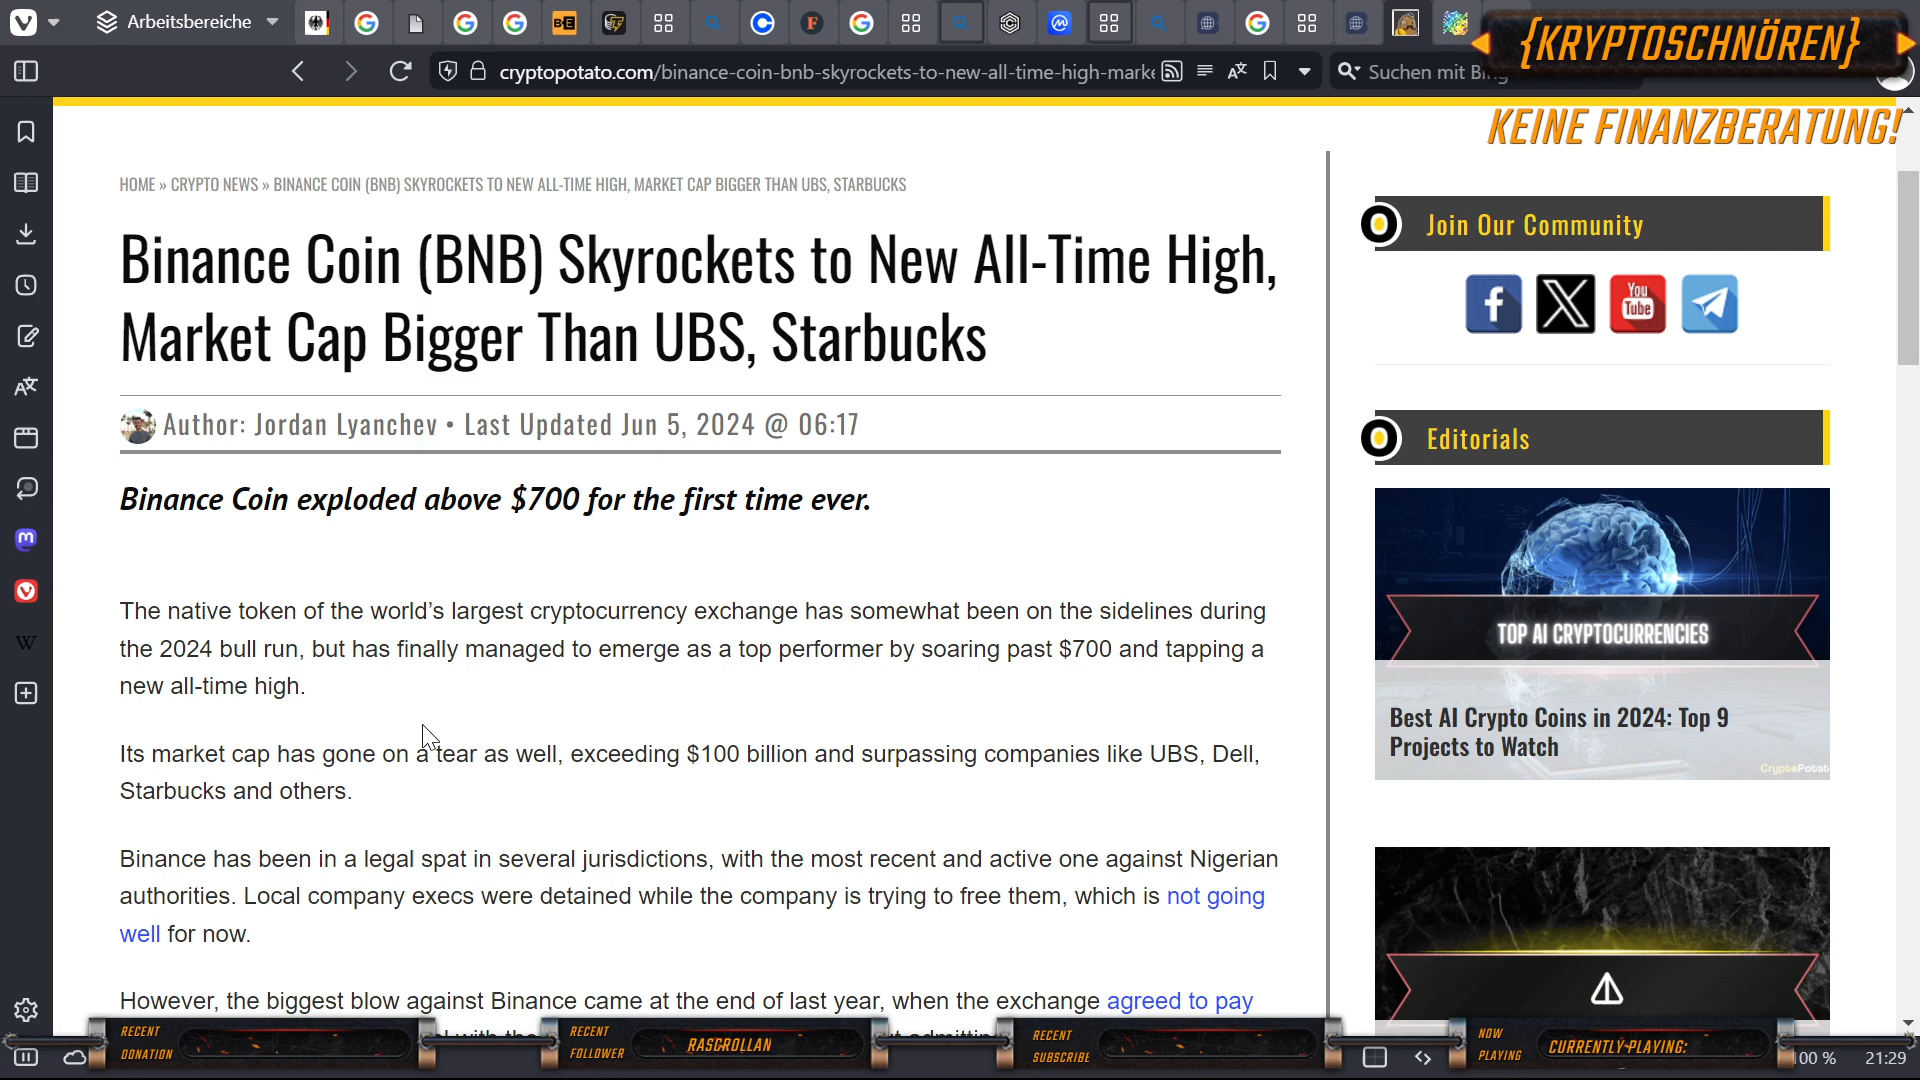 Arbeitsbereiche
{KRYPTOSCHNÖREN}
cryptopotato.com/binance-coin-bnb-skyrockets-to-new-all-time-high-marke
Suchen mit Bing
KEINE FINANZBERATUNG!
HOME » CRYPTO NEWS » BINANCE COIN (BNB) SKYROCKETS TO NEW ALL-TIME HIGH, MARKET CAP BIGGER THAN UBS, STARBUCKS
Binance Coin (BNB) Skyrockets to New All-Time High,
Market Cap Bigger Than UBS, Starbucks
Author: Jordan Lyanchev • Last Updated Jun 5, 2024 @ 06:17
Binance Coin exploded above $700 for the first time ever.
The native token of the world's largest cryptocurrency exchange has somewhat been on the sidelines during
the 2024 bull run, but has finally managed to emerge as a top performer by soaring past $700 and tapping a
new all-time high.
Its market cap has gone on a tear as well, exceeding $100 billion and surpassing companies like UBS, Dell,
Starbucks and others.
Binance has been in a legal spat in several jurisdictions, with the most recent and active one against Nigerian
authorities. Local company execs were detained while the company is trying to free them, which is not going
well for now.
However, the biggest blow against Binance came at the end of last year, when the exchange agreed to pay
Join Our Community
You
Tube
Editorials
TOP AI CRYPTOCURRENCIES
Best AI Crypto Coins in 2024: Top 9
Projects to Watch
CryptoPotat
RECENT
DONATION
RECENT
FOLLOWER
RASCROLLAN
RECENT
SUBSCRIBE
NOW
PLAYING
CURRENTLY PLAYING:
00 %
21:29